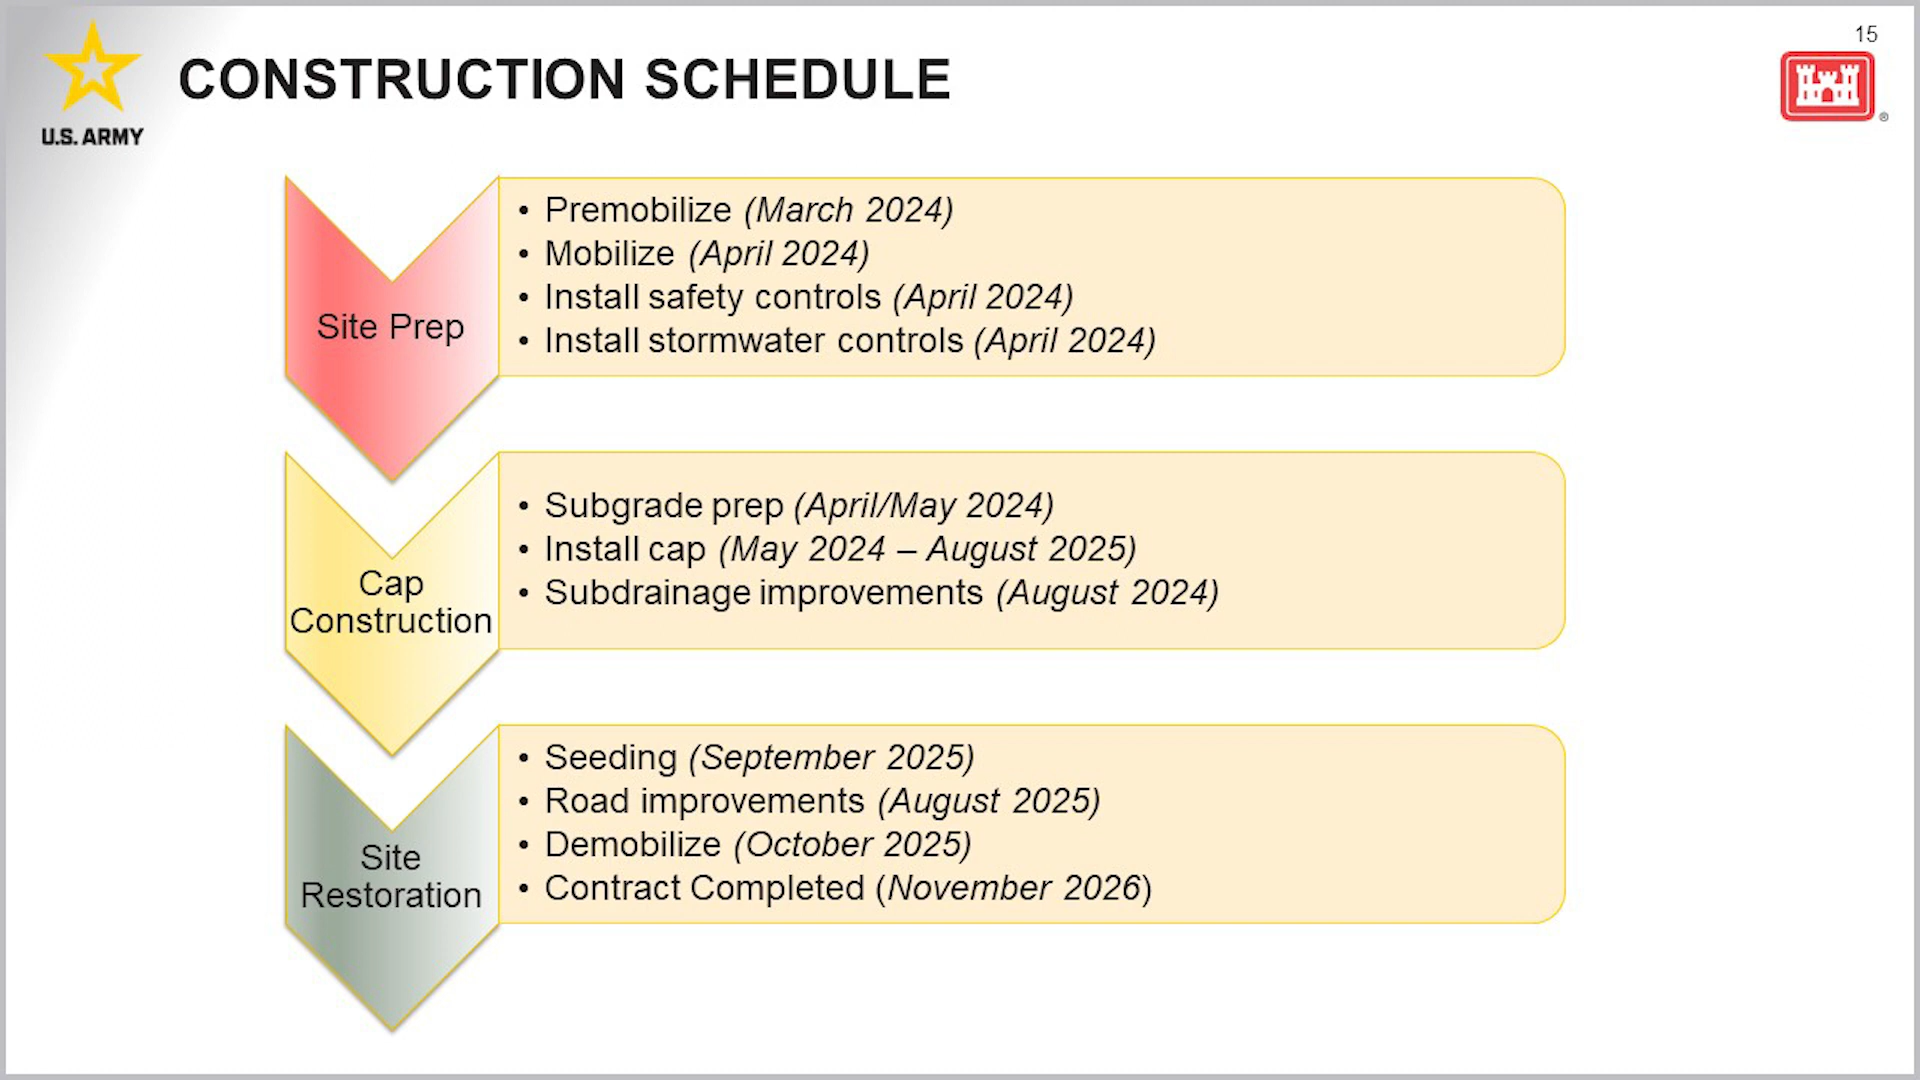 15
U.S. ARMY
CONSTRUCTION SCHEDULE
®
Site Prep
• Premobilize (March 2024)
• Mobilize (April 2024)
• Install safety controls (April 2024)
• Install stormwater controls (April 2024)
Cap
Construction
• Subgrade prep (April/May 2024)
• Install cap (May 2024 – August 2025)
• Subdrainage improvements (August 2024)
Site
Restoration
• Seeding (September 2025)
• Road improvements (August 2025)
• Demobilize (October 2025)
• Contract Completed (November 2026)